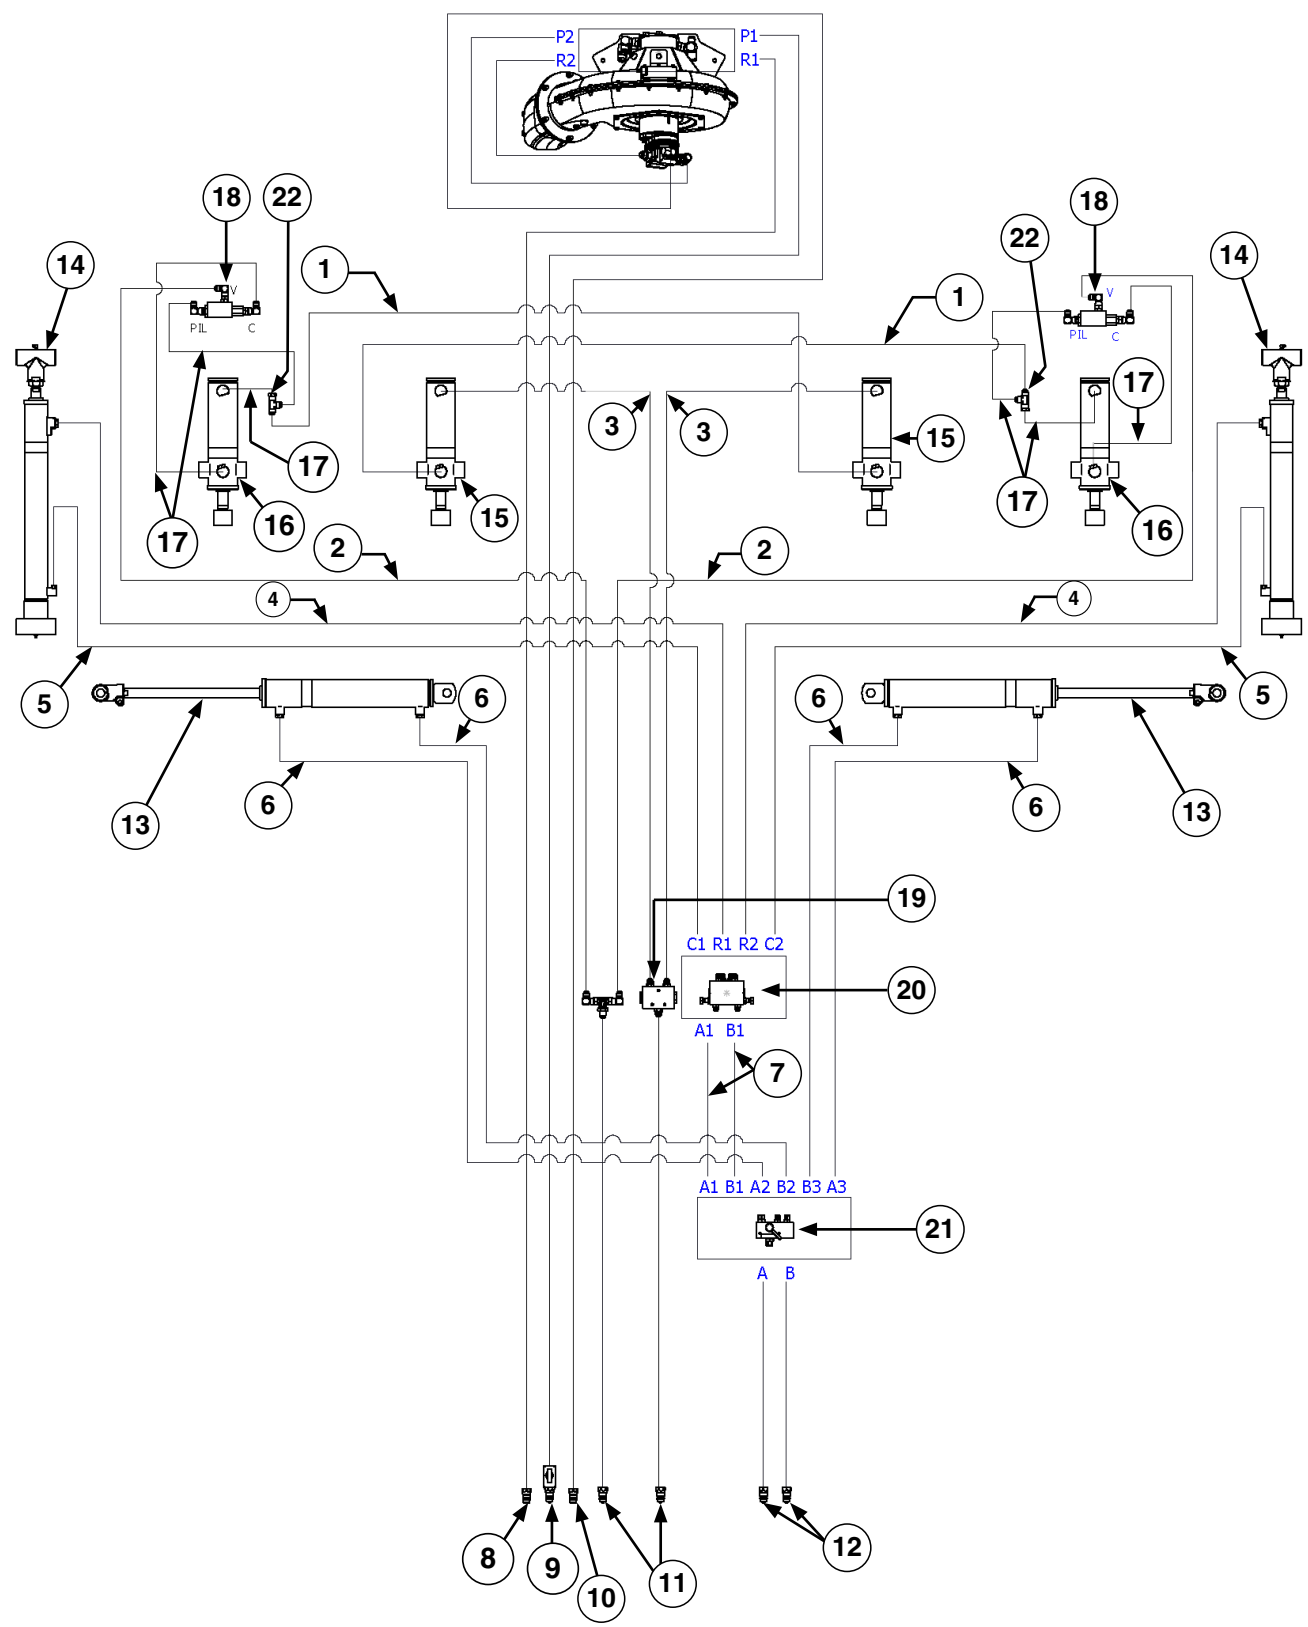 P2 P1
R2 R1
18 22 18
22
14 14
1 1
V V
PIL C PIL C
17
3 3 15
17 17
16 15 17 16
2 2
4 4
5 6 6 5
13 6 6 13
19
C1 R1 R2 C2
20
A1 B1
7
A1 B1 A2 B2 B3 A3
21
A B
8 9 10 11 12